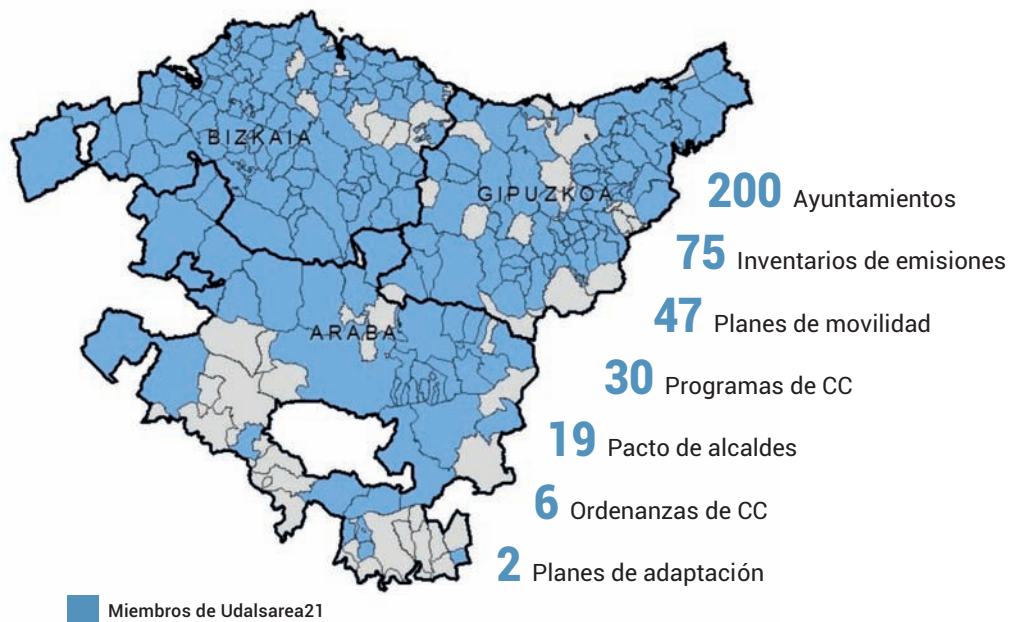 BIZKAIA
GIPUZKOA
200 Ayuntamientos
75 Inventarios de emisiones
47 Planes de movilidad
ARABA
30 Programas de CC
19 Pacto de alcaldes
6 Ordenanzas de CC
2 Planes de adaptación
Miembros de Udalsarea21